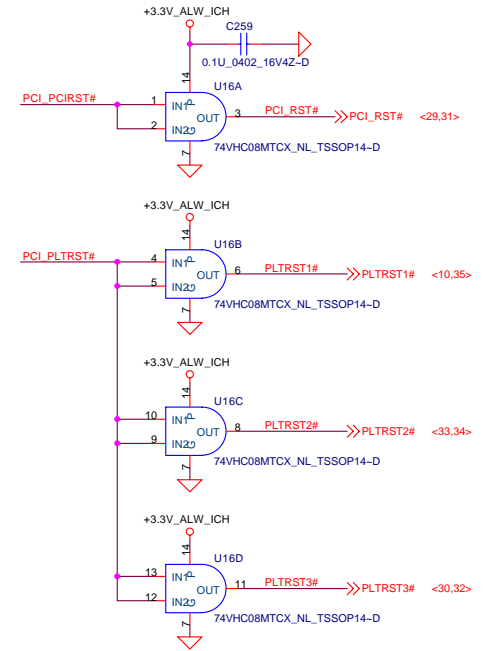 +3.3V_ALW_ICH
C259
0.1U_0402_16V4Z~D
14
U16A
PCI_PCIRST#
1
IN1
P
2
IN2
G
OUT
3
PCI_RST#
PCI_RST#
<29,31>
7
74VHC08MTCX_NL_TSSOP14~D
+3.3V_ALW_ICH
14
U16B
PCI_PLTRST#
4
IN1
P
5
IN2
G
OUT
6
PLTRST1#
PLTRST1#
<10,35>
7
74VHC08MTCX_NL_TSSOP14~D
+3.3V_ALW_ICH
14
U16C
10
IN1
P
9
IN2
G
OUT
8
PLTRST2#
PLTRST2#
<33,34>
7
74VHC08MTCX_NL_TSSOP14~D
+3.3V_ALW_ICH
14
U16D
13
IN1
P
12
IN2
G
OUT
11
PLTRST3#
PLTRST3#
<30,32>
7
74VHC08MTCX_NL_TSSOP14~D